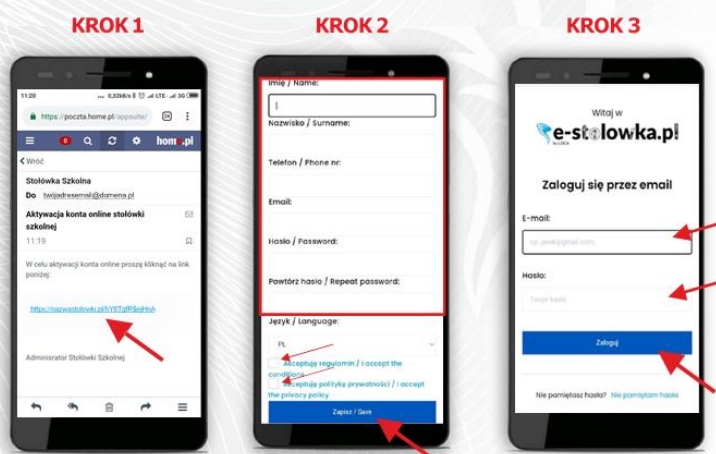 KROK 1
11:20
https://poczta.home.pl/appsuite/
home.pl
Wróć
Stołówka Szkolna
Do twójadresemail@domena.pl
Aktywacja konta online stołówki
szkolnej
11:19
W celu aktywacji konta online proszę kliknąć na link
poniżej:
Administrator Stołówki Szkolnej
KROK 2
Imię / Name:
Nazwisko / Surname:
Telefon / Phone nr:
Email:
Hasło / Password:
Powtórz hasło / Repeat password:
Język / Language:
PL
Akceptuję regulamin / I accept the
conditions
Akceptuję politykę prywatności / I accept
the privacy policy
Zapisz / Save
KROK 3
Witaj w
e-stolowka.pl
Zaloguj się przez email
E-mail:
Hasło:
Twoje hasło
Zaloguj
Nie pamiętasz hasła? Nie pamiętam hasła